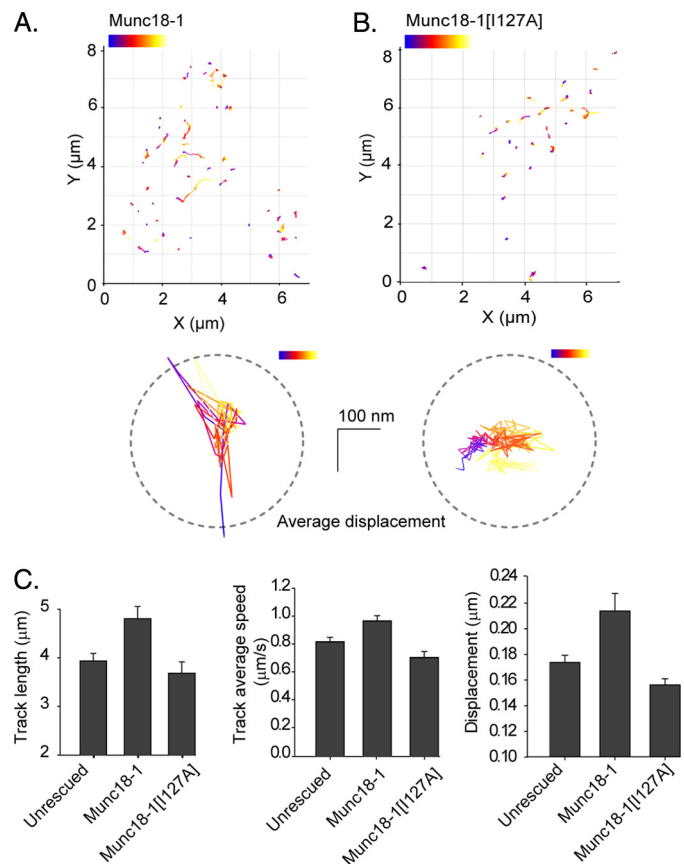 A.
Munc18-1
8
6
4
2
0
Y (µm)
0 2 4 6
X (µm)
B.
Munc18-1[I127A]
8
6
4
2
0
Y (µm)
0 2 4 6
X (µm)
100 nm
Average displacement
C.
Track length (µm)
5
4
3
2
Unrescued
Munc18-1
Munc18-1[I127A]
Track average speed
(µm/s)
1.2
1.0
0.8
0.6
0.4
0.2
0.0
Unrescued
Munc18-1
Munc18-1[I127A]
Displacement (µm)
0.24
0.22
0.20
0.18
0.16
0.14
0.12
0.10
Unrescued
Munc18-1
Munc18-1[I127A]